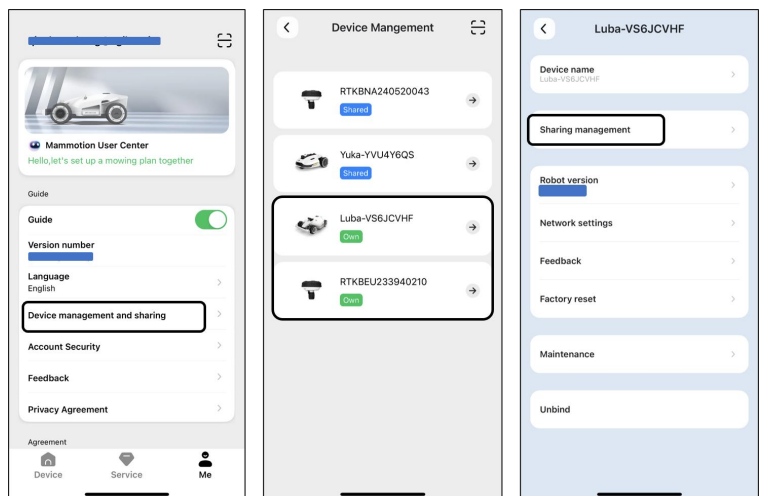 Mammotion User Center
Hello,let's set up a mowing plan together
Guide
Guide
Version number
Language
English
Device management and sharing
Account Security
Feedback
Privacy Agreement
Agreement
Device
Service
Me
Device Mangement
RTKBNA240520043
Shared
Yuka-YVU4Y6QS
Shared
Luba-VS6JCVHF
Own
RTKBEU233940210
Own
Luba-VS6JCVHF
Device name
Luba-VS6JCVHF
Sharing management
Robot version
Network settings
Feedback
Factory reset
Maintenance
Unbind